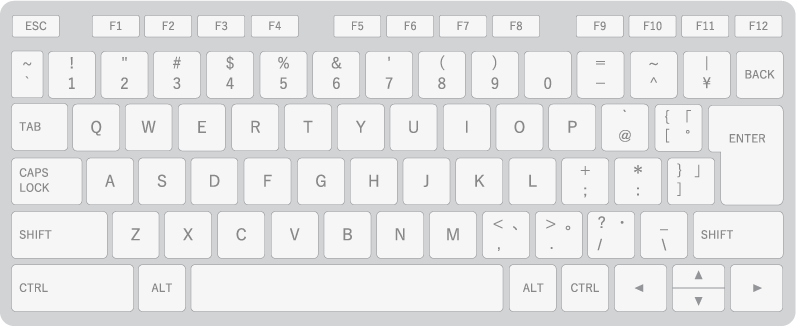 ESC F1 F2 F3 F4 F5 F6 F7 F8 F9 F10 F11 F12
~ ! " # $ % & ' ( ) = ~ |
` 1 2 3 4 5 6 7 8 9 0 − ^ ¥ BACK
TAB Q W E R T Y U I O P ` { 「 ENTER
@ [ °
CAPS A S D F G H J K L + * } 」
LOCK ; : ]
SHIFT Z X C V B N M < 、 > 。 ? ・ _ SHIFT
, . / \
CTRL ALT ALT CTRL ◄ ▲ ►
▼